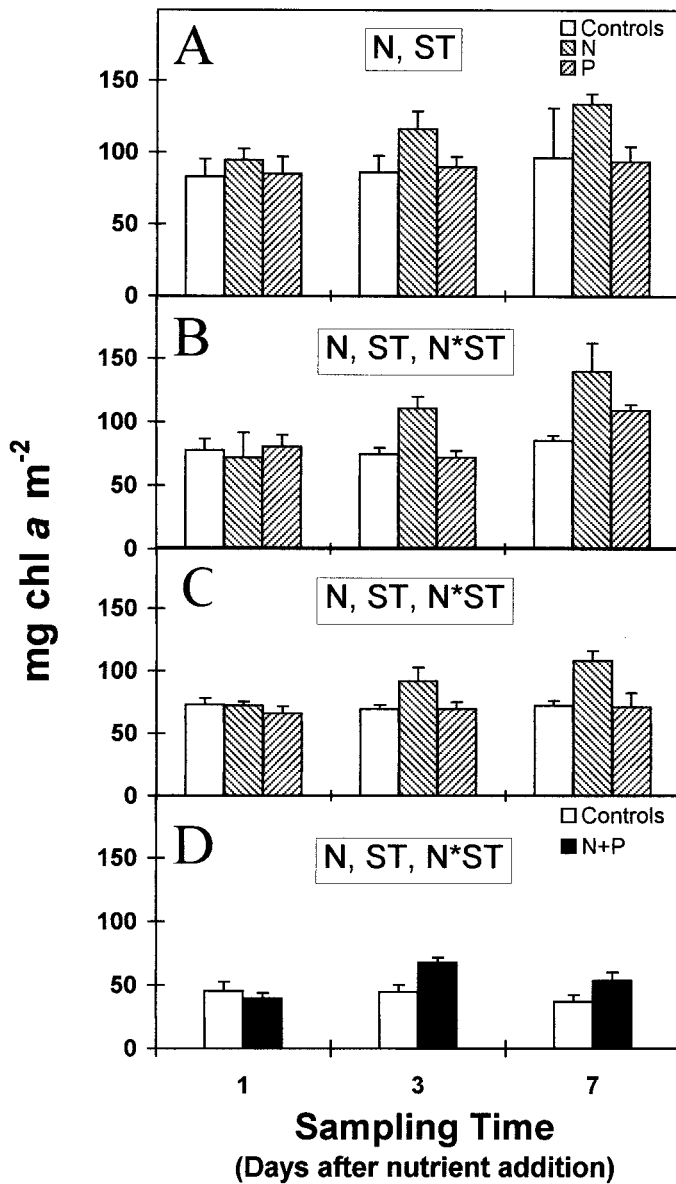 A
N, ST
Controls
N
P
150
100
50
0
B
N, ST, N*ST
150
100
50
0
C
N, ST, N*ST
150
100
50
0
D
N, ST, N*ST
Controls
N+P
150
100
50
0
mg chl a m-2
1 3 7
Sampling Time
(Days after nutrient addition)